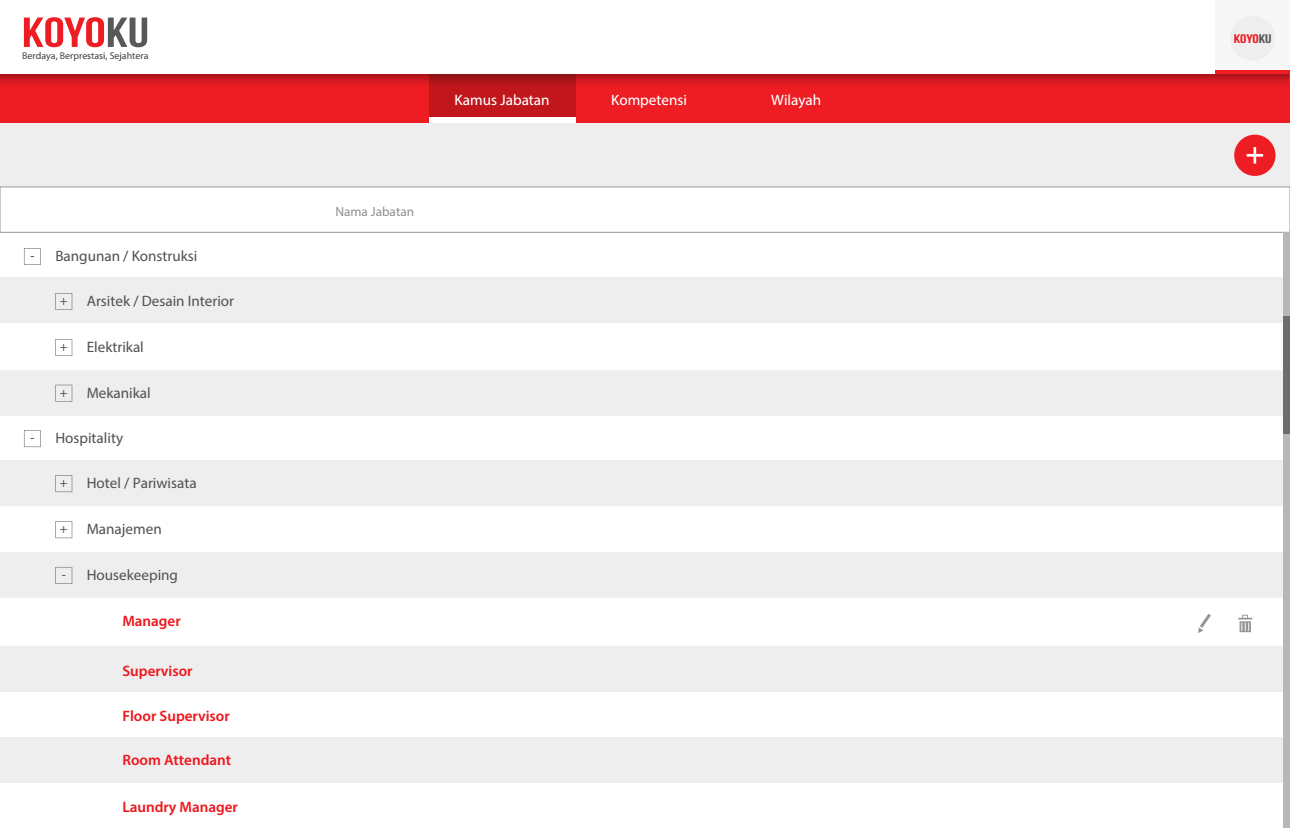 KOYOKU
Berdaya, Berprestasi, Sejahtera
KOYOKU
Kamus Jabatan
Kompetensi
Wilayah
+
Nama Jabatan
- Bangunan / Konstruksi
+ Arsitek / Desain Interior
+ Elektrikal
+ Mekanikal
- Hospitality
+ Hotel / Pariwisata
+ Manajemen
- Housekeeping
Manager
Supervisor
Floor Supervisor
Room Attendant
Laundry Manager